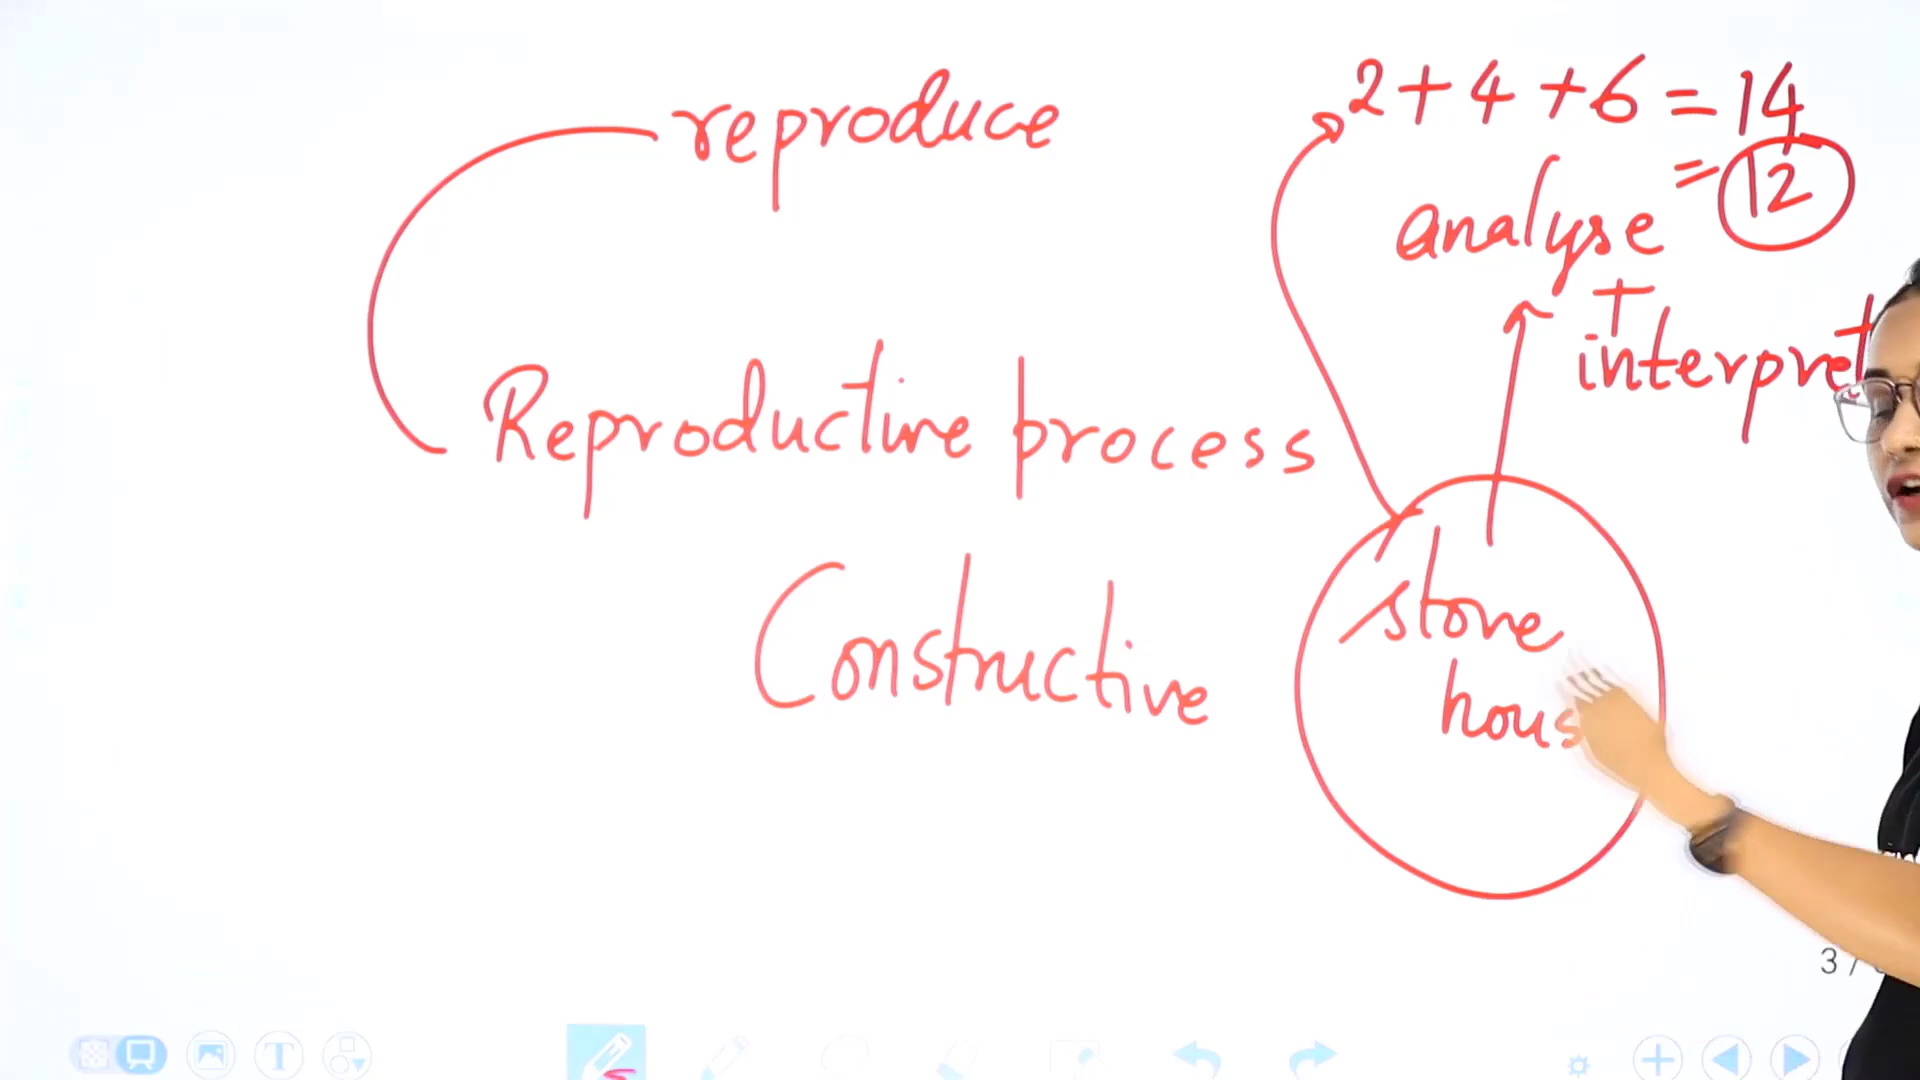 reproduce
2 + 4 + 6 = 14
= 12
analyse
+
interpret
Reproductive process
Constructive
store
hous
3 /
T